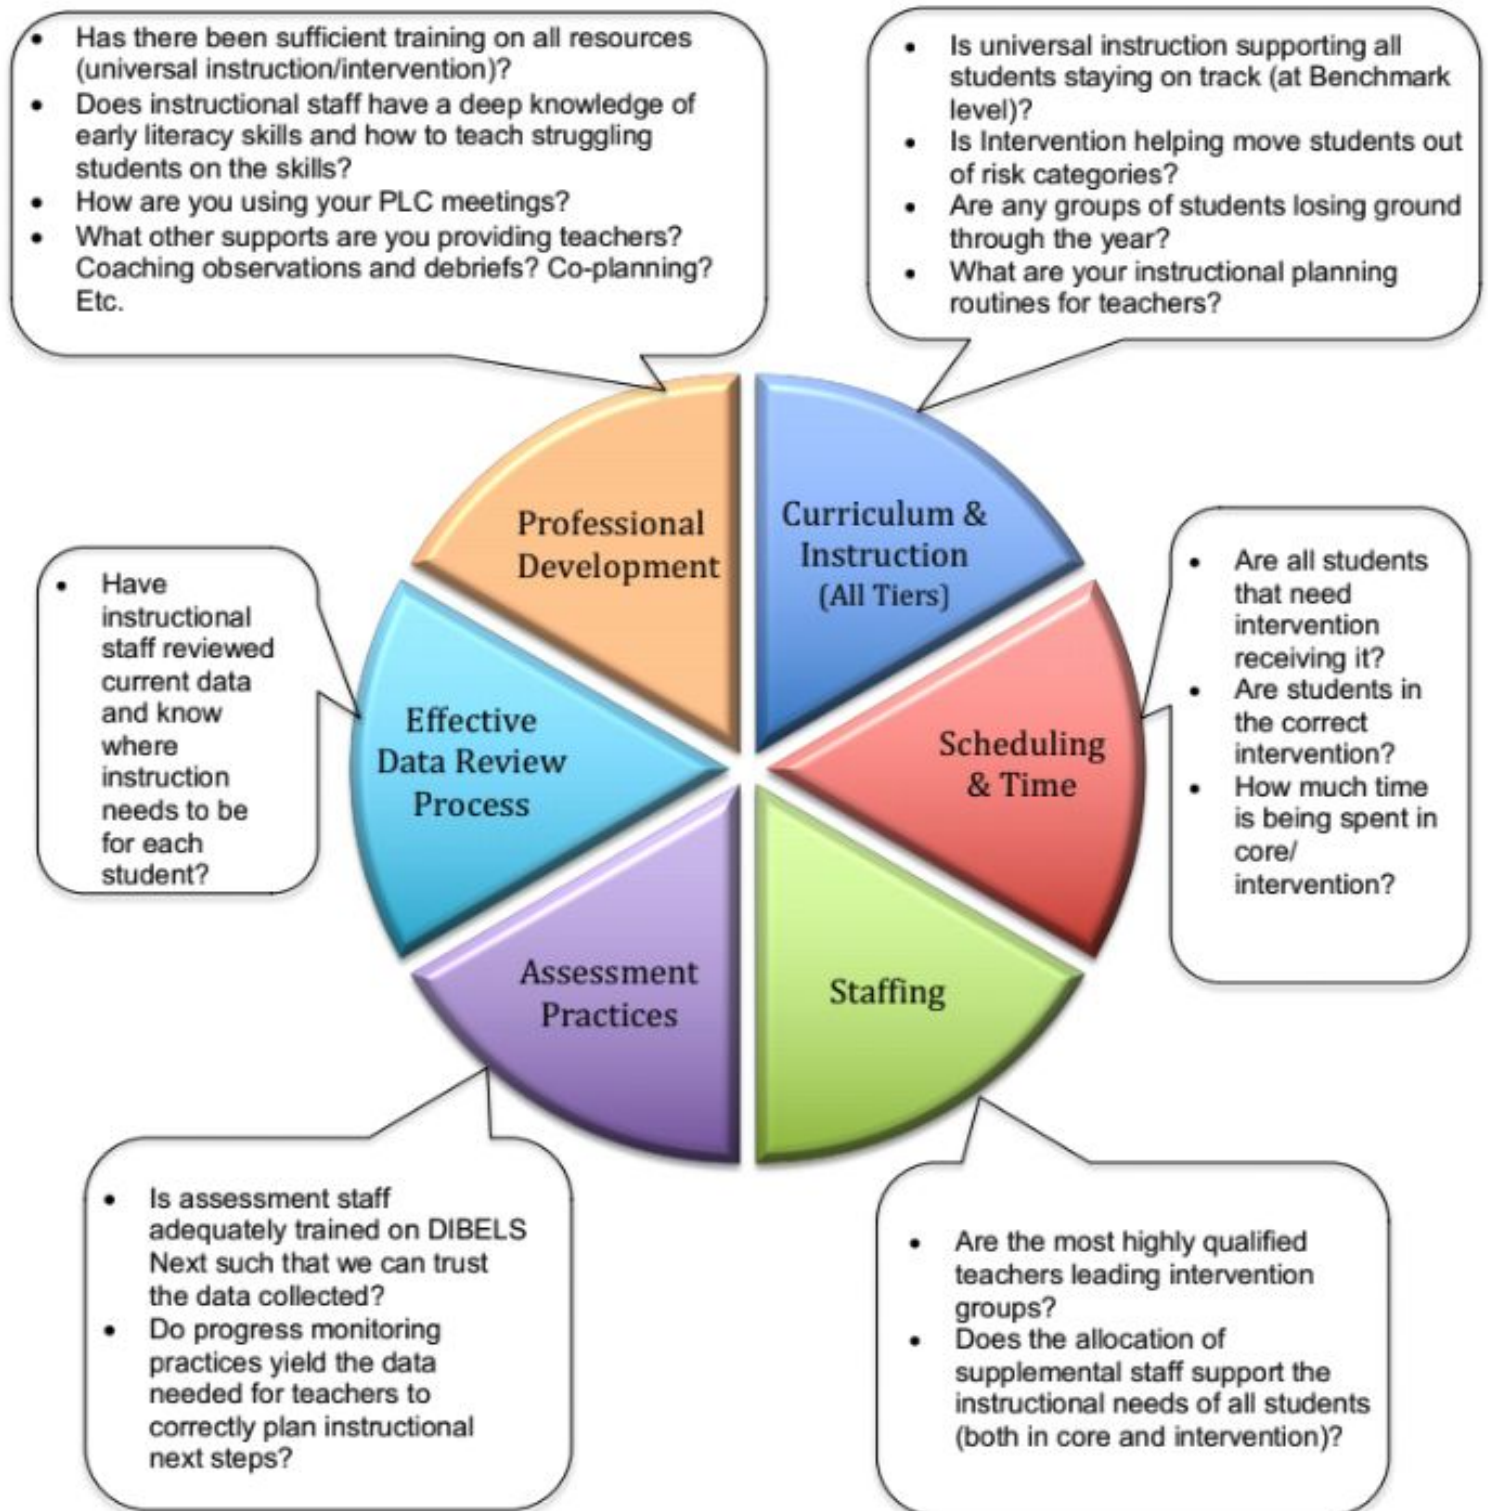 • Has there been sufficient training on all resources
(universal instruction/intervention)?
• Does instructional staff have a deep knowledge of
early literacy skills and how to teach struggling
students on the skills?
• How are you using your PLC meetings?
• What other supports are you providing teachers?
Coaching observations and debriefs? Co-planning?
Etc.
• Is universal instruction supporting all
students staying on track (at Benchmark
level)?
• Is Intervention helping move students out
of risk categories?
• Are any groups of students losing ground
through the year?
• What are your instructional planning
routines for teachers?
Professional
Development
Curriculum &
Instruction
(All Tiers)
• Have
instructional
staff reviewed
current data
and know
where
instruction
needs to be
for each
student?
Effective
Data Review
Process
Scheduling
& Time
• Are all students
that need
intervention
receiving it?
• Are students in
the correct
intervention?
• How much time
is being spent in
core/
intervention?
Assessment
Practices
Staffing
• Is assessment staff
adequately trained on DIBELS
Next such that we can trust
the data collected?
• Do progress monitoring
practices yield the data
needed for teachers to
correctly plan instructional
next steps?
• Are the most highly qualified
teachers leading intervention
groups?
• Does the allocation of
supplemental staff support the
instructional needs of all students
(both in core and intervention)?